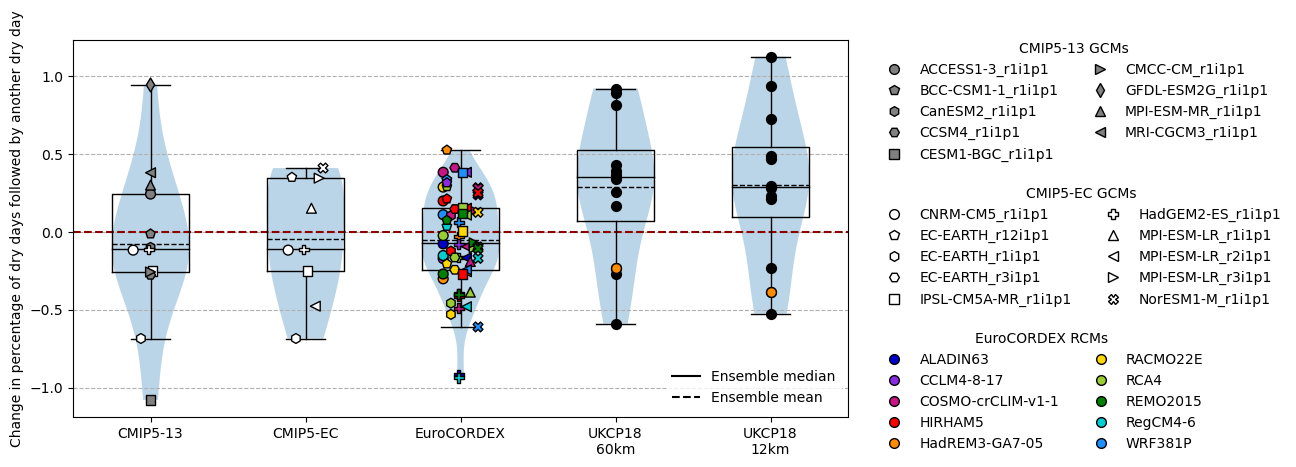 Change in percentage of dry days followed by another dry day
1.0
0.5
0.0
−0.5
−1.0
CMIP5-13
CMIP5-EC
EuroCORDEX
UKCP18
60km
UKCP18
12km
Ensemble median
Ensemble mean
CMIP5-13 GCMs
ACCESS1-3_r1i1p1
BCC-CSM1-1_r1i1p1
CanESM2_r1i1p1
CCSM4_r1i1p1
CESM1-BGC_r1i1p1
CMCC-CM_r1i1p1
GFDL-ESM2G_r1i1p1
MPI-ESM-MR_r1i1p1
MRI-CGCM3_r1i1p1
CMIP5-EC GCMs
CNRM-CM5_r1i1p1
EC-EARTH_r12i1p1
EC-EARTH_r1i1p1
EC-EARTH_r3i1p1
IPSL-CM5A-MR_r1i1p1
HadGEM2-ES_r1i1p1
MPI-ESM-LR_r1i1p1
MPI-ESM-LR_r2i1p1
MPI-ESM-LR_r3i1p1
NorESM1-M_r1i1p1
EuroCORDEX RCMs
ALADIN63
CCLM4-8-17
COSMO-crCLIM-v1-1
HIRHAM5
HadREM3-GA7-05
RACMO22E
RCA4
REMO2015
RegCM4-6
WRF381P